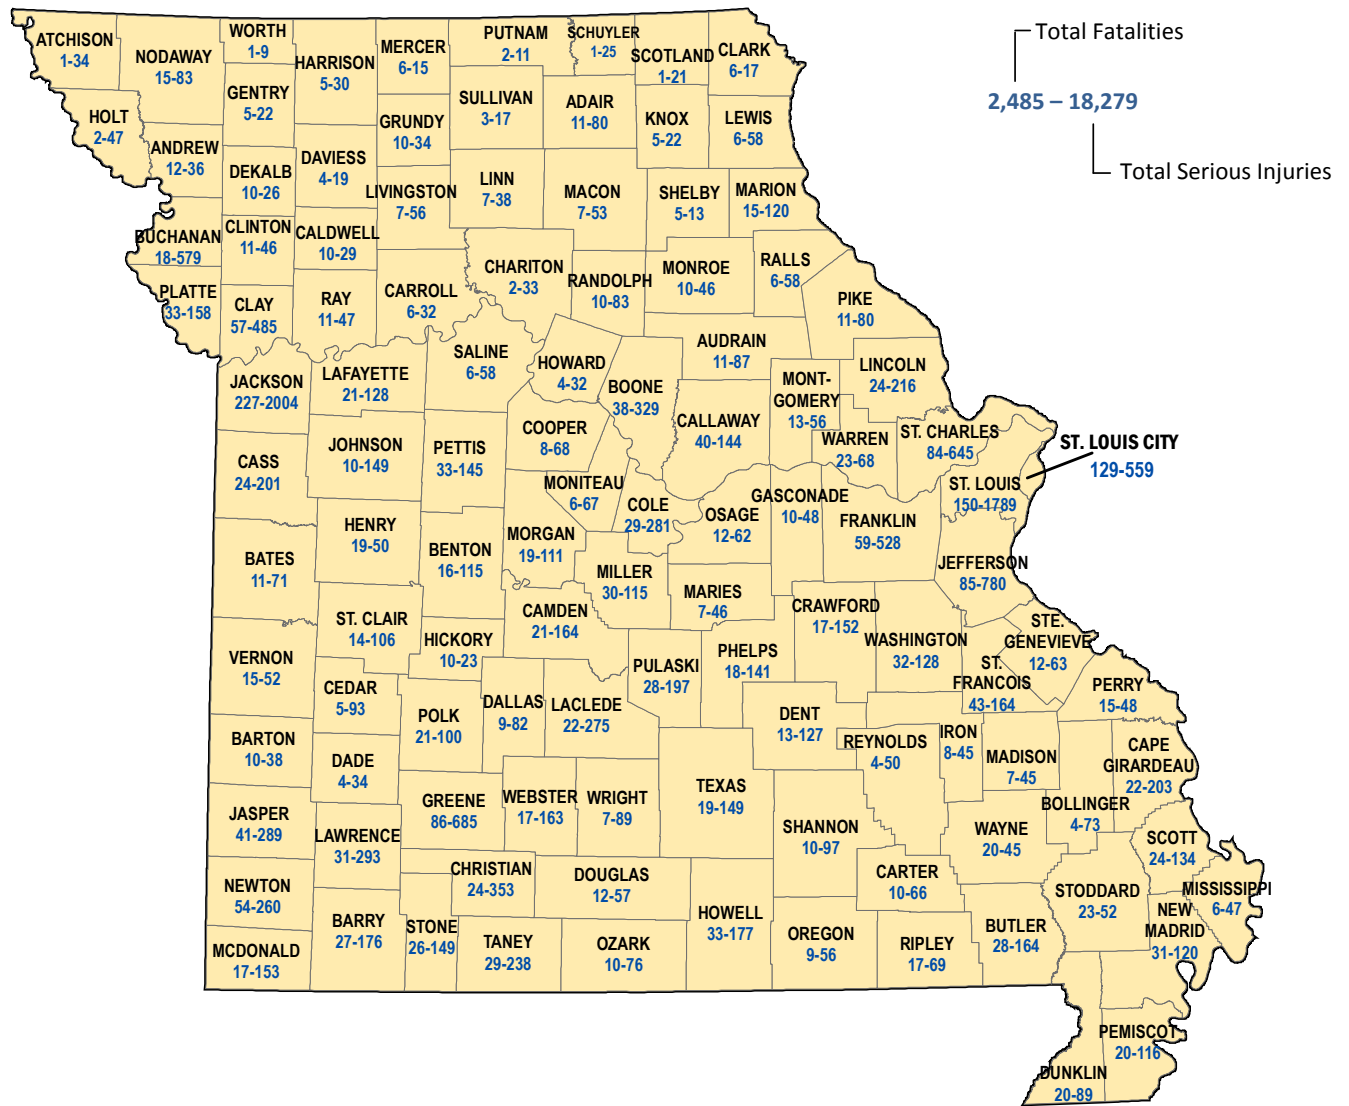 Total Fatalities
2,485 – 18,279
Total Serious Injuries
ATCHISON
1-34
NODAWAY
15-83
WORTH
1-9
HARRISON
5-30
MERCER
6-15
PUTNAM
2-11
SCHUYLER
1-25
SCOTLAND
1-21
CLARK
6-17
HOLT
2-47
ANDREW
12-36
GENTRY
5-22
DEKALB
10-26
DAVIESS
4-19
GRUNDY
10-34
SULLIVAN
3-17
ADAIR
11-80
KNOX
5-22
LEWIS
6-58
LIVINGSTON
7-56
LINN
7-38
MACON
7-53
SHELBY
5-13
MARION
15-120
BUCHANAN
18-579
CLINTON
11-46
CALDWELL
10-29
PLATTE
33-158
CLAY
57-485
RAY
11-47
CARROLL
6-32
CHARITON
2-33
RANDOLPH
10-83
MONROE
10-46
RALLS
6-58
PIKE
11-80
AUDRAIN
11-87
JACKSON
227-2004
LAFAYETTE
21-128
SALINE
6-58
HOWARD
4-32
BOONE
38-329
CALLAWAY
40-144
MONT-
GOMERY
13-56
LINCOLN
24-216
WARREN
23-68
ST. CHARLES
84-645
ST. LOUIS CITY
129-559
ST. LOUIS
150-1789
CASS
24-201
JOHNSON
10-149
PETTIS
33-145
COOPER
8-68
MONITEAU
6-67
COLE
29-281
OSAGE
12-62
GASCONADE
10-48
FRANKLIN
59-528
JEFFERSON
85-780
BATES
11-71
HENRY
19-50
BENTON
16-115
MORGAN
19-111
MILLER
30-115
MARIES
7-46
CAMDEN
21-164
CRAWFORD
17-152
WASHINGTON
32-128
STE.
GENEVIEVE
12-63
ST.
FRANCOIS
43-164
PERRY
15-48
VERNON
15-52
ST. CLAIR
14-106
HICKORY
10-23
CEDAR
5-93
POLK
21-100
DALLAS
9-82
LACLEDE
22-275
PULASKI
28-197
PHELPS
18-141
DENT
13-127
REYNOLDS
4-50
IRON
8-45
MADISON
7-45
CAPE
GIRARDEAU
22-203
BOLLINGER
4-73
BARTON
10-38
DADE
4-34
JASPER
41-289
LAWRENCE
31-293
GREENE
86-685
WEBSTER
17-163
WRIGHT
7-89
TEXAS
19-149
SHANNON
10-97
WAYNE
20-45
SCOTT
24-134
MISSISSIPPI
6-47
NEWTON
54-260
CHRISTIAN
24-353
DOUGLAS
12-57
CARTER
10-66
STODDARD
23-52
NEW
MADRID
31-120
MCDONALD
17-153
BARRY
27-176
STONE
26-149
TANEY
29-238
OZARK
10-76
HOWELL
33-177
OREGON
9-56
RIPLEY
17-69
BUTLER
28-164
PEMISCOT
20-116
DUNKLIN
20-89